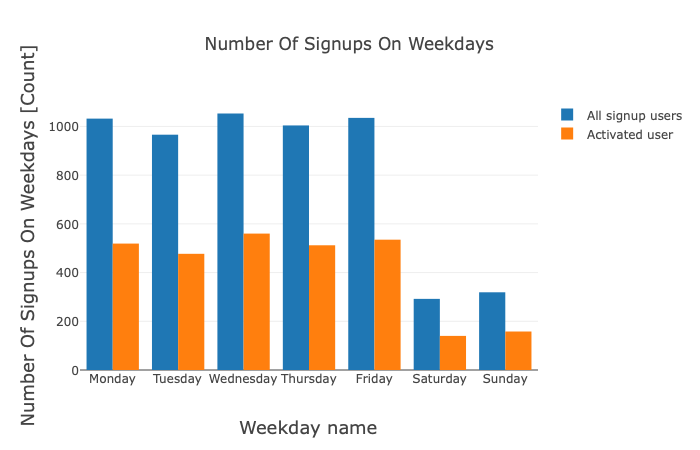 Number Of Signups On Weekdays
Number Of Signups On Weekdays [Count]
1000
800
600
400
200
0
Monday Tuesday Wednesday Thursday Friday Saturday Sunday
Weekday name
All signup users
Activated user